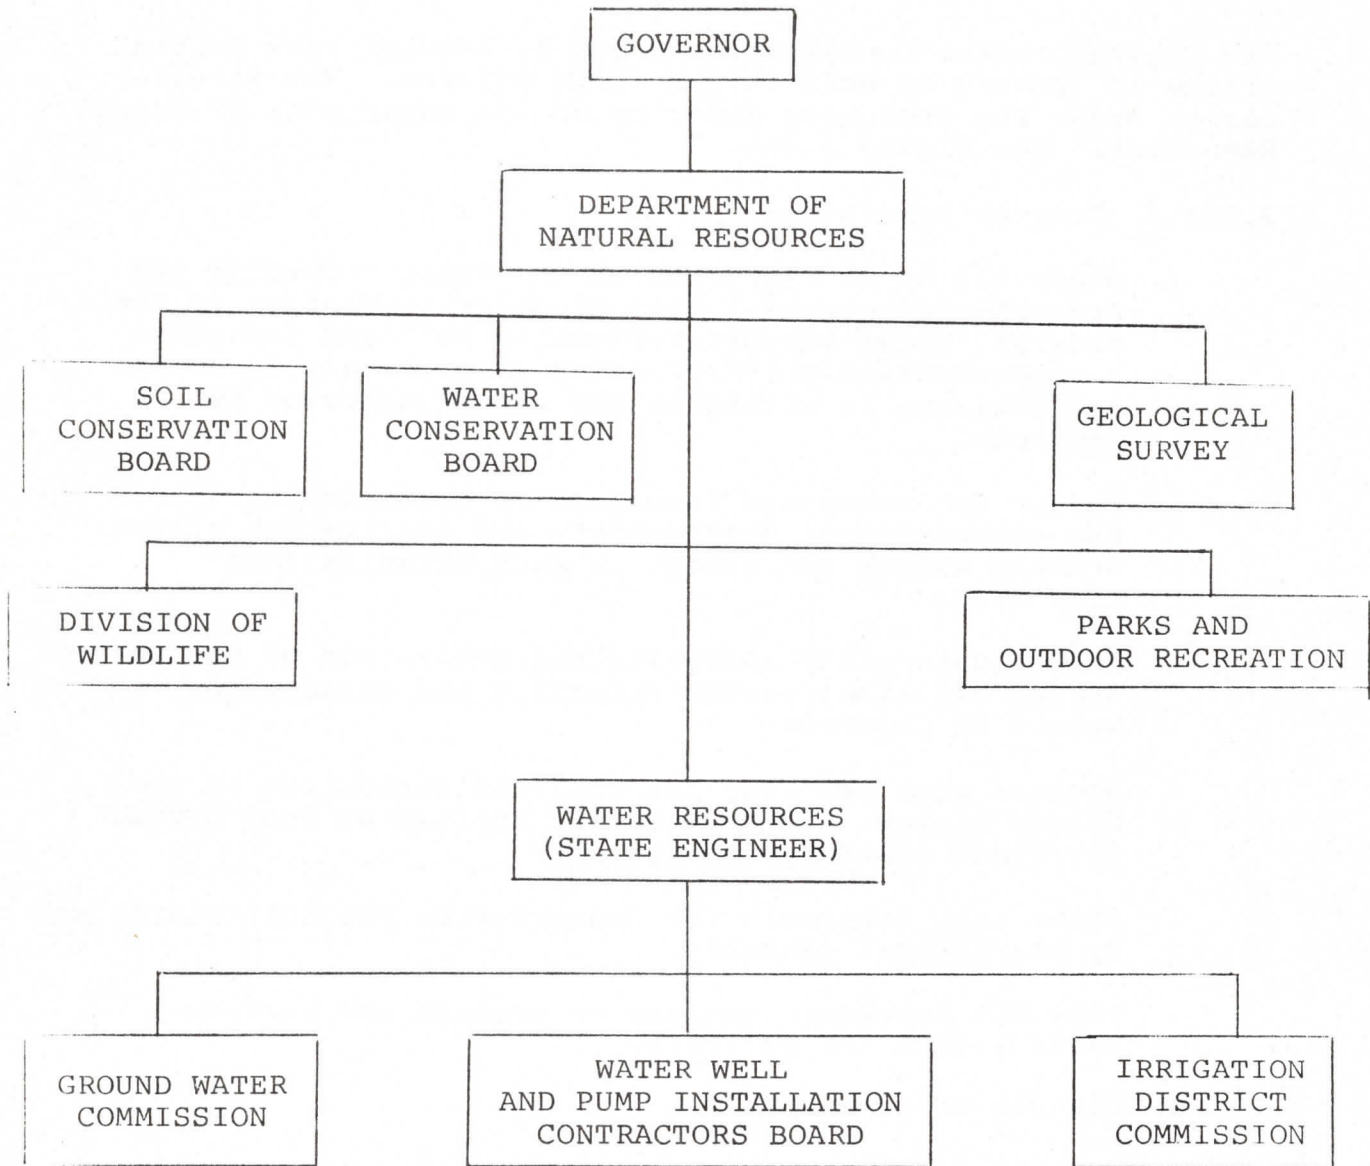 GOVERNOR
DEPARTMENT OF
NATURAL RESOURCES
SOIL
CONSERVATION
BOARD
WATER
CONSERVATION
BOARD
GEOLOGICAL
SURVEY
DIVISION OF
WILDLIFE
PARKS AND
OUTDOOR RECREATION
WATER RESOURCES
(STATE ENGINEER)
GROUND WATER
COMMISSION
WATER WELL
AND PUMP INSTALLATION
CONTRACTORS BOARD
IRRIGATION
DISTRICT
COMMISSION